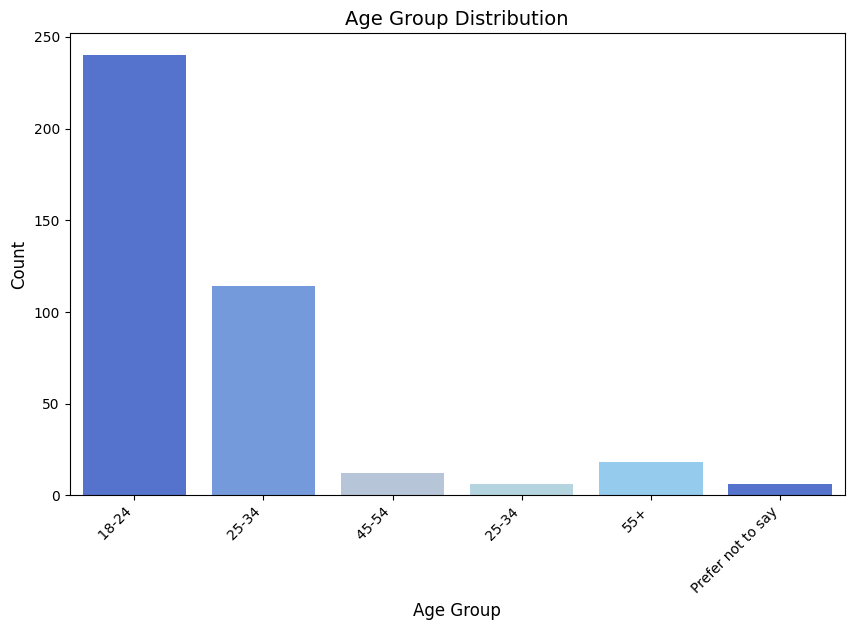 Age Group Distribution
250
200
150
100
50
0
Count
18-24
25-34
45-54
25-34
55+
Prefer not to say
Age Group